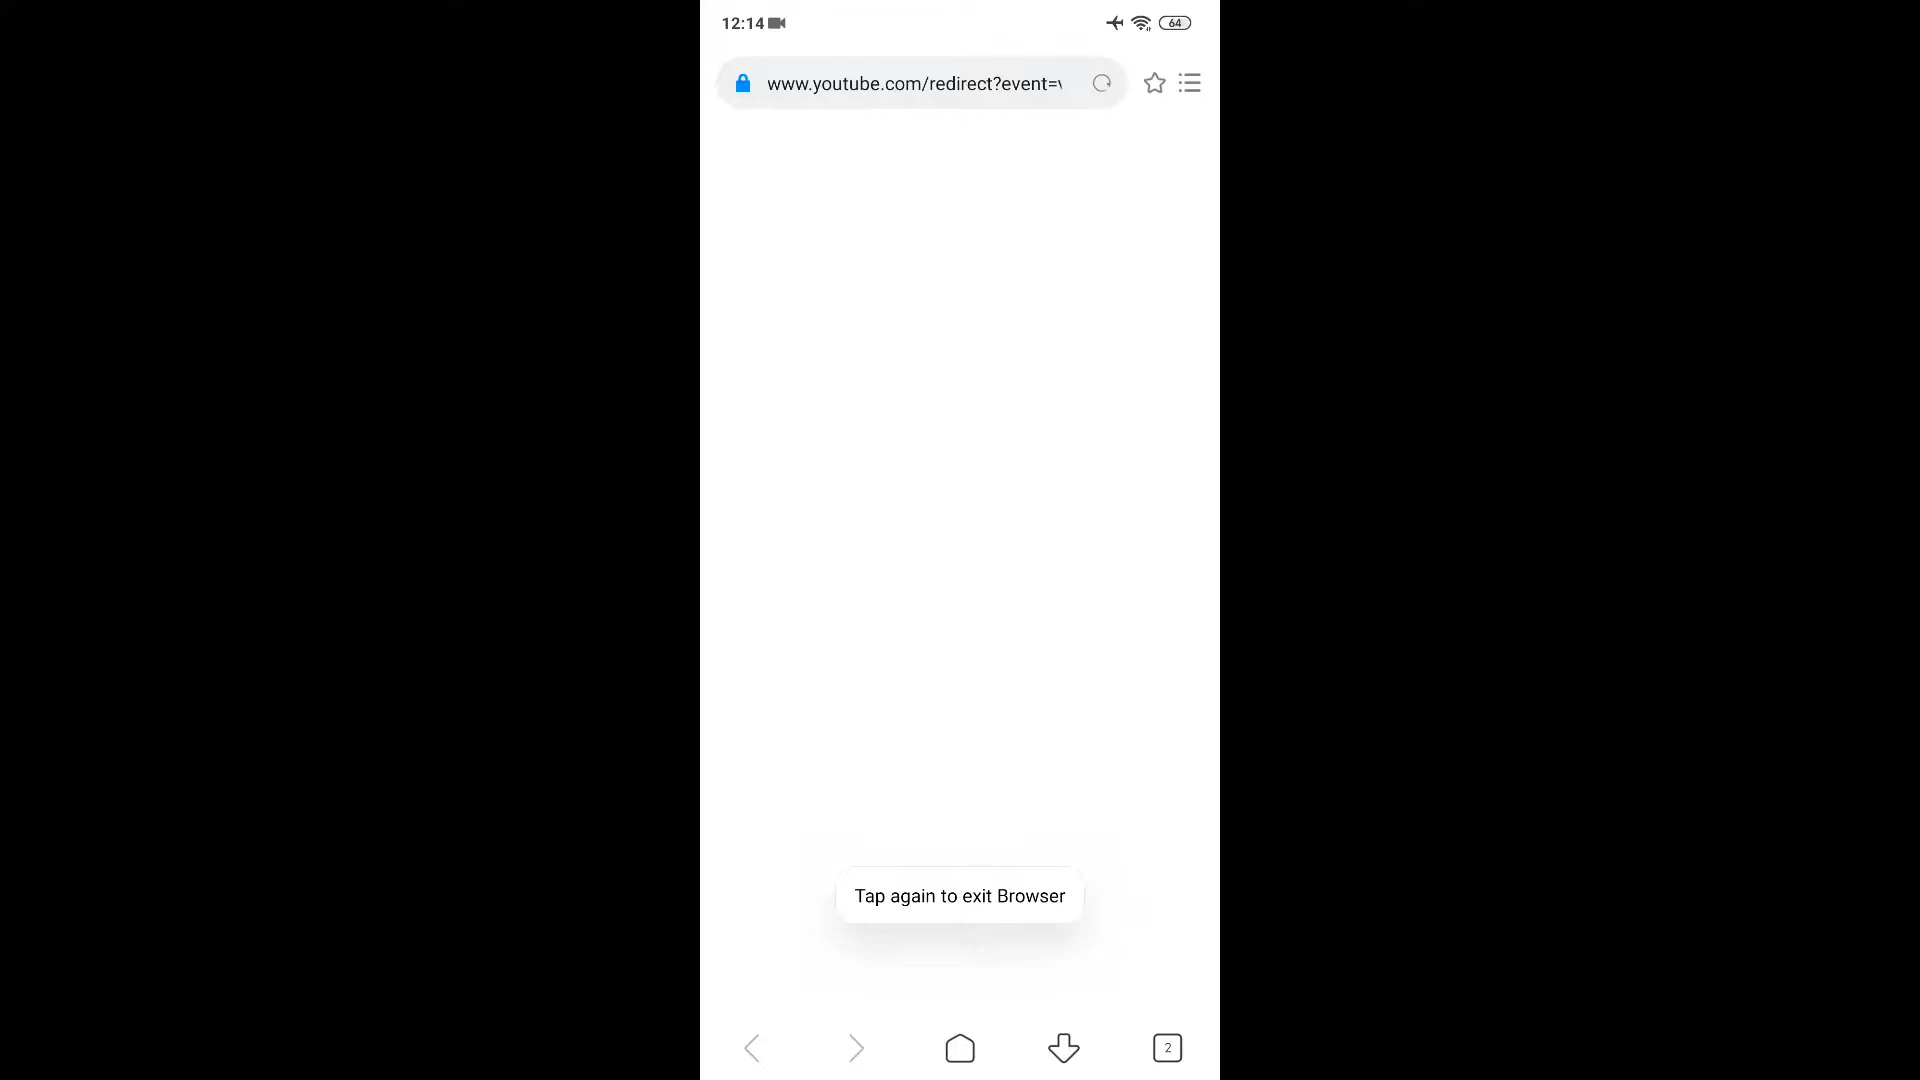 12:14
64
www.youtube.com/redirect?event=
Tap again to exit Browser
2